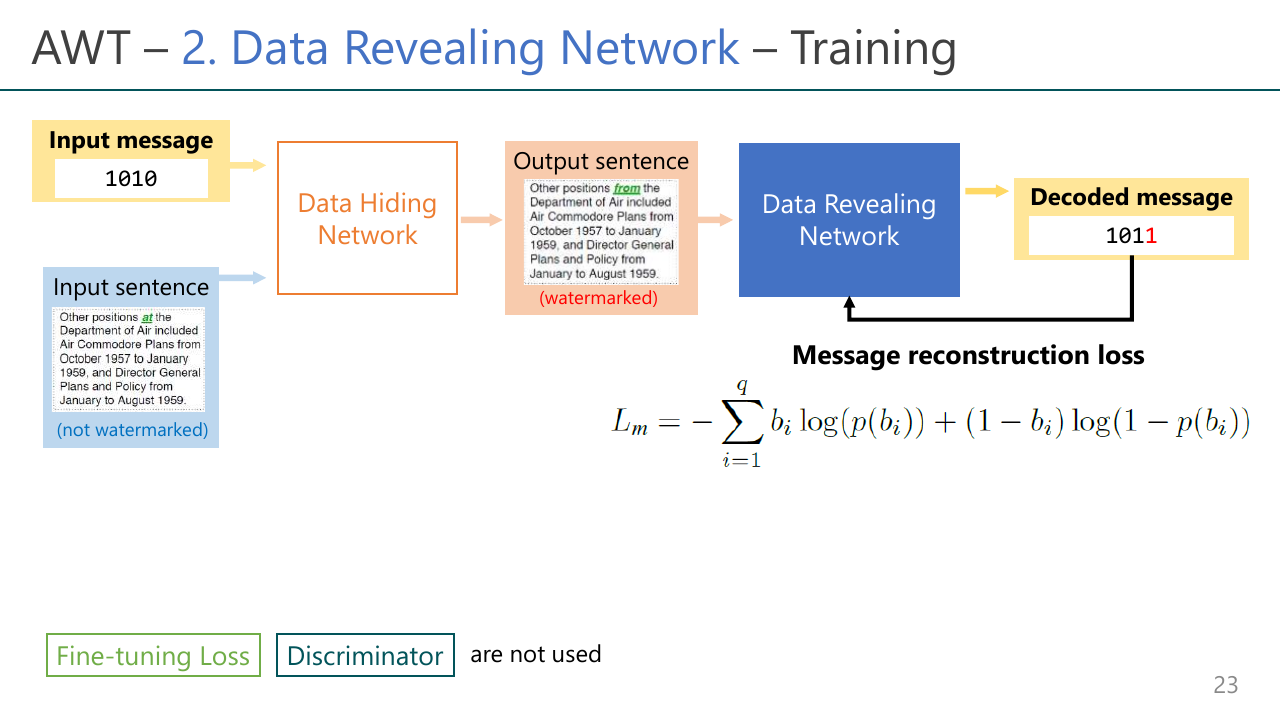 AWT – 2. Data Revealing Network – Training
Input message
1010
Input sentence
Other positions at the
Department of Air included
Air Commodore Plans from
October 1957 to January
1959, and Director General
Plans and Policy from
January to August 1959.
(not watermarked)
Data Hiding
Network
Output sentence
Other positions from the
Department of Air included
Air Commodore Plans from
October 1957 to January
1959, and Director General
Plans and Policy from
January to August 1959.
(watermarked)
Data Revealing
Network
Decoded message
1011
Message reconstruction loss
L_m = − ∑_{i=1}^{q} b_i log(p(b_i)) + (1 − b_i) log(1 − p(b_i))
Fine-tuning Loss Discriminator are not used
23